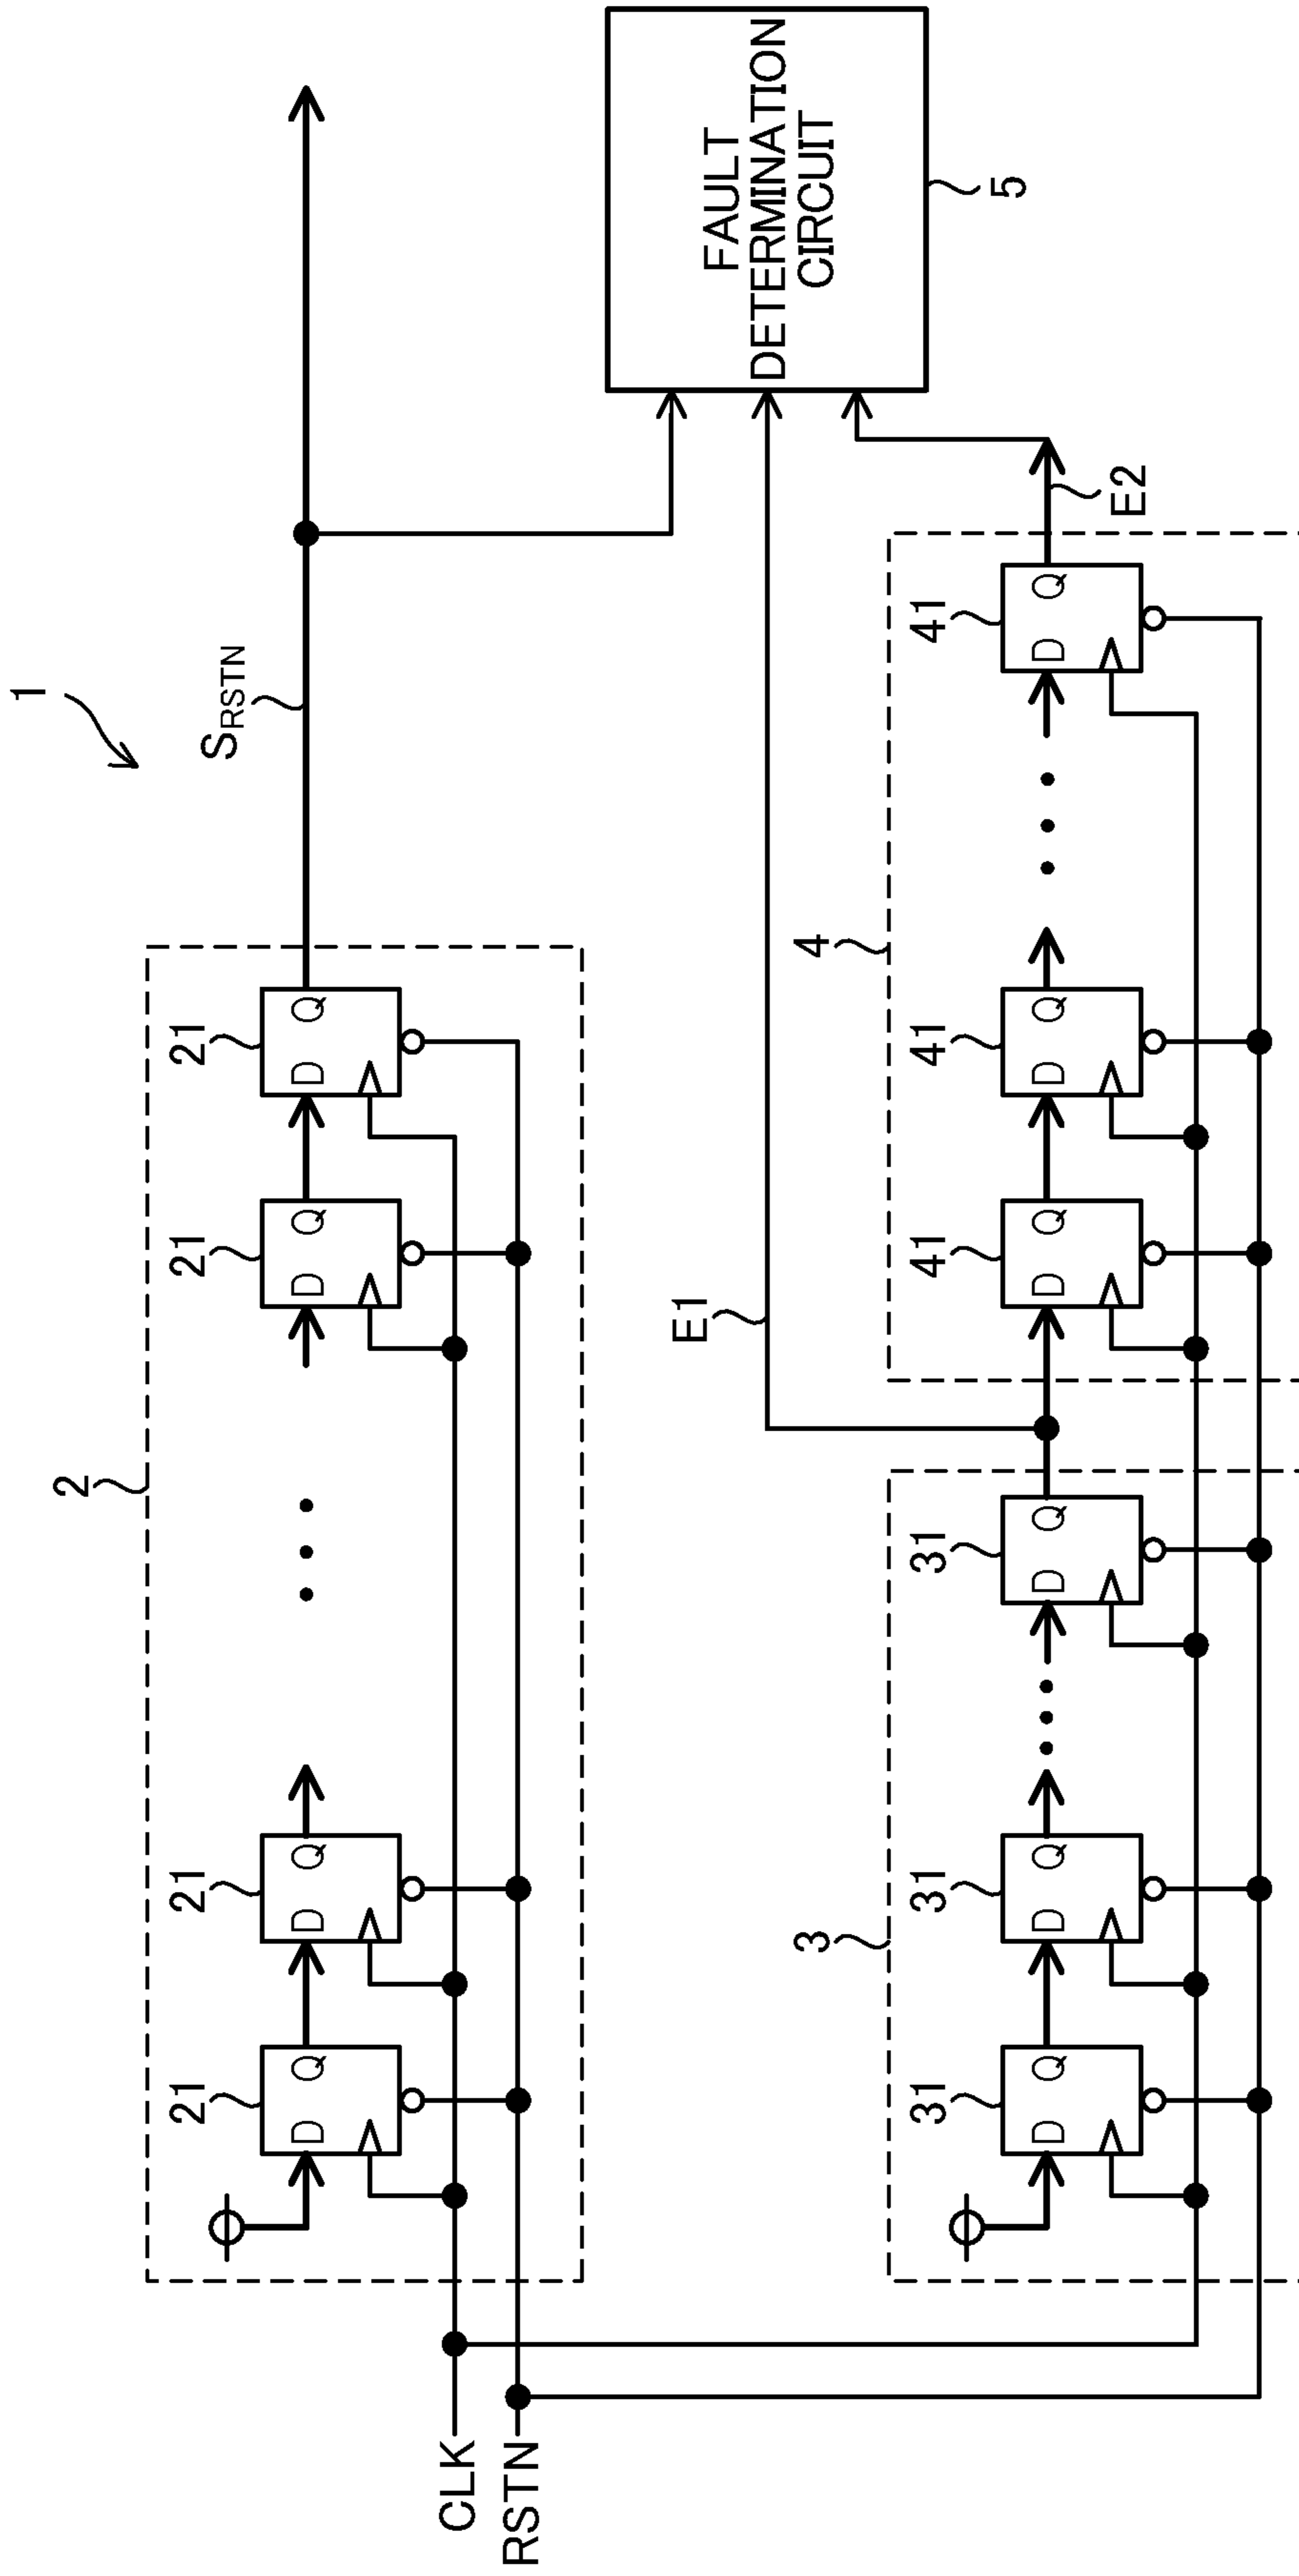 1
2
21
21
21
21
D Q
D Q
D Q
D Q
S_RSTN
CLK
RSTN
FAULT
DETERMINATION
CIRCUIT
5
E1
3
4
31
31
31
41
41
41
D Q
D Q
D Q
D Q
D Q
D Q
E2